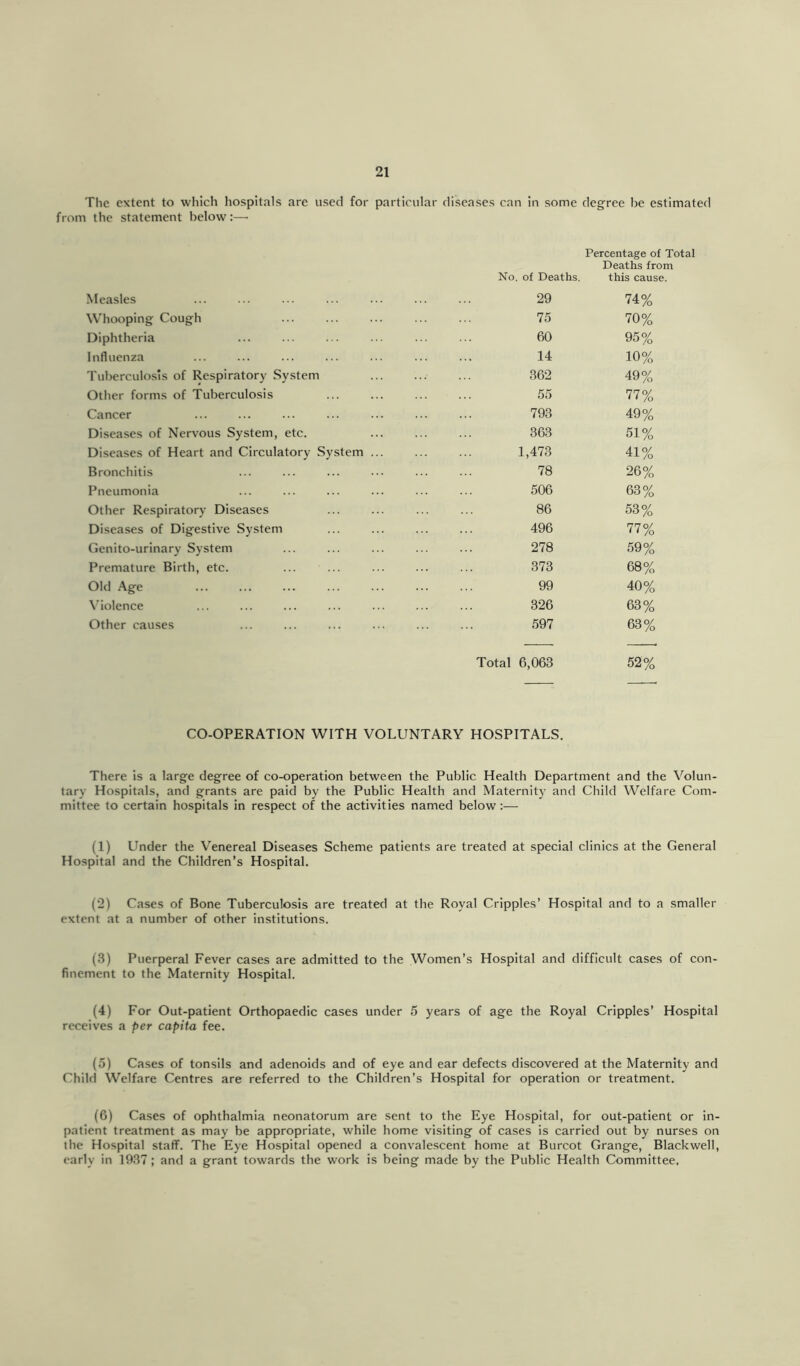 21
The extent to which hospitals are used for particular diseases can in some degree be estimated
from the statement below:—
Percentage of Total
Deaths from
No. of Deaths. this cause.
Measles ... ... ... ... ... ... ... 29 74%
Whooping Cough ... ... ... ... ... 75 70%
Diphtheria ... ... ... ... ... ... 60 95%
Influenza ... ... ... ... ... ... ... 14 10%
Tuberculosis of Respiratory System ... ... ... 362 49%
Other forms of Tuberculosis ... ... ... ... 55 77%
Cancer ... ... ... ... ... ... ... 793 49%
Diseases of Nervous System, etc. ... ... ... 363 51%
Diseases of Heart and Circulatory System ... ... ... 1,473 41%
Bronchitis ... ... ... ... ... ... 78 26%
Pneumonia ... ... ... ... ... ... 506 63%
Other Respiratory Diseases ... ... ... ... 86 53%
Diseases of Digestive System ... ... ... ... 496 77%
Genito-urinary System ... ... ... ... ... 278 59%
Premature Birth, etc. ... ... ... ... ... 373 68%
Old Age ... ... ... ... ... ... ... 99 40%
Violence ... ... ... ... ... ... ... 326 63%
Other causes ... ... ... ... ... ... 597 63%
Total 6,063 52%
CO-OPERATION WITH VOLUNTARY HOSPITALS.
There is a large degree of co-operation between the Public Health Department and the Volun-
tary Hospitals, and grants are paid by the Public Health and Maternity and Child Welfare Com-
mittee to certain hospitals in respect of the activities named below:—
(1) Under the Venereal Diseases Scheme patients are treated at special clinics at the General
Hospital and the Children's Hospital.
(2) Cases of Bone Tuberculosis are treated at the Royal Cripples' Hospital and to a smaller
extent at a number of other institutions.
(3) Puerperal Fever cases are admitted to the Women's Hospital and difficult cases of con-
finement to the Maternity Hospital.
(4) For Out-patient Orthopaedic cases under 5 years of age the Royal Cripples' Hospital
receives a per capita fee.
(5) Cases of tonsils and adenoids and of eye and ear defects discovered at the Maternity and
Child Welfare Centres are referred to the Children's Hospital for operation or treatment.
(6) Cases of ophthalmia neonatorum are sent to the Eye Hospital, for out-patient or in-
patient treatment as may be appropriate, while home visiting of cases is carried out by nurses on
the Hospital staff. The Eye Hospital opened a convalescent home at Burcot Grange, Blackwell,
early in 1937; and a grant towards the work is being made by the Public Health Committee.